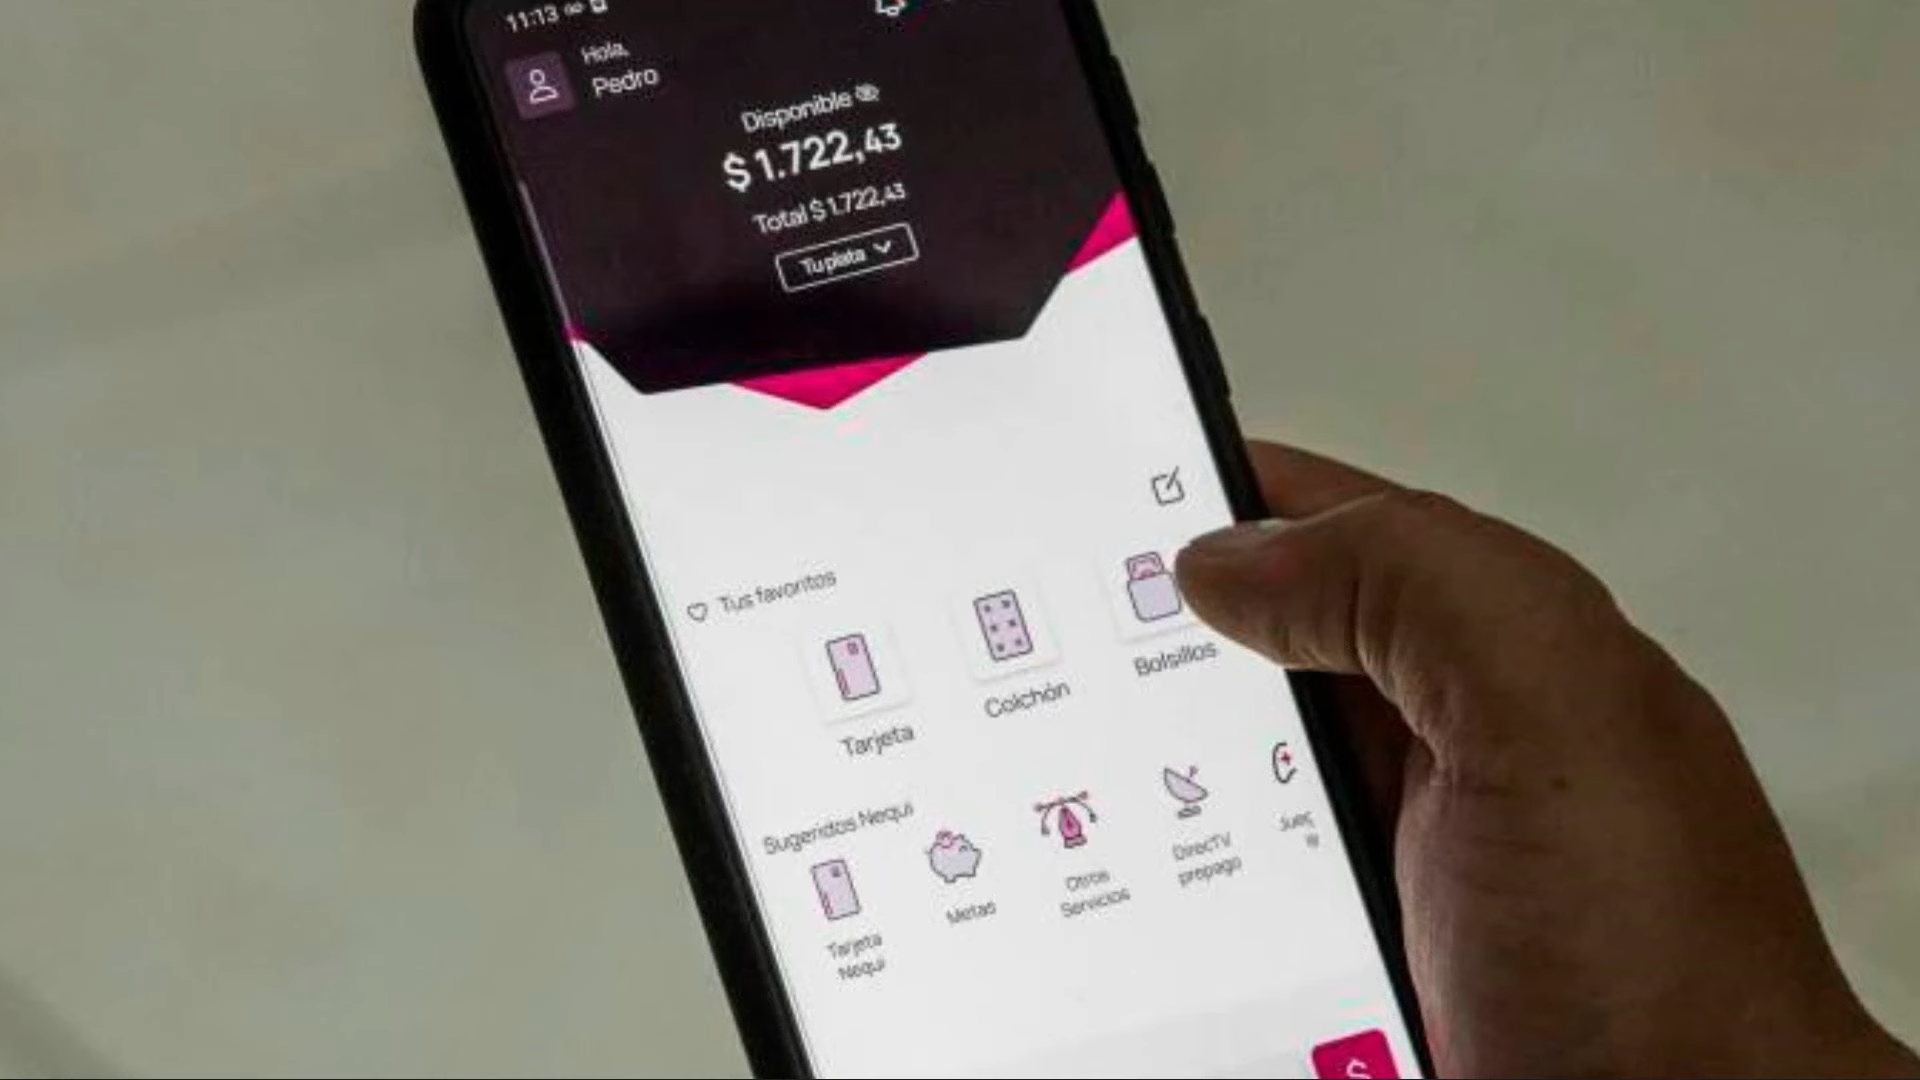 11:13
Hola,
Pedro
Disponible
$ 1.722,43
Total $ 1.722,43
Tu plata
Tus favoritos
Tarjeta
Colchón
Bolsillos
Sugeridos Nequi
Tarjeta
Nequi
Metas
Otros
Servicios
DirecTV
prepago
$